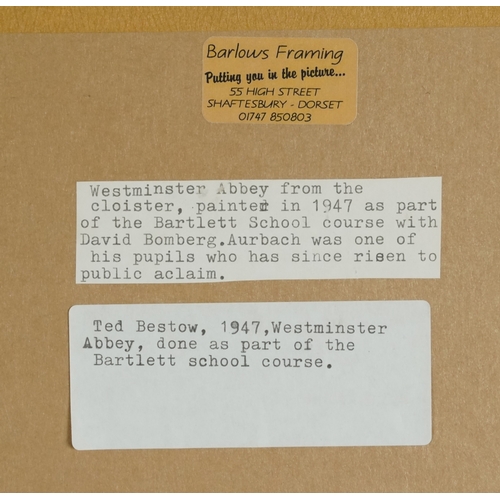 Barlows Framing
Putting you in the picture...
55 HIGH STREET
SHAFTESBURY - DORSET
01747 850803
Westminster Abbey from the
cloister, painted in 1947 as part
of the Bartlett School course with
David Bomberg.Aurbach was one of
his pupils who has since risen to
public aclaim.
Ted Bestow, 1947,Westminster
Abbey, done as part of the
Bartlett school course.